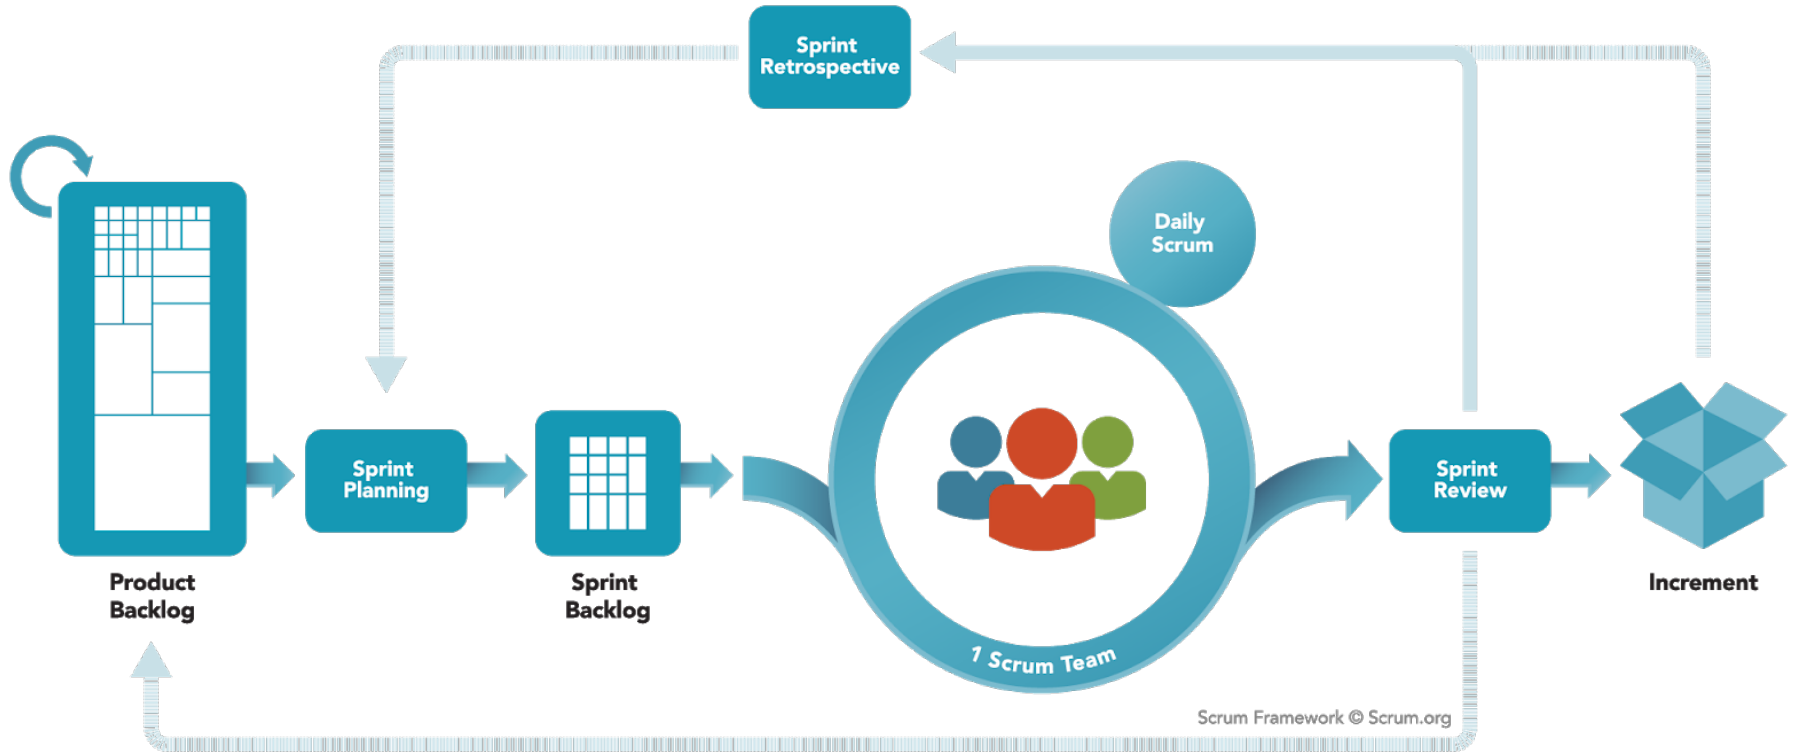 Sprint
Retrospective
Daily
Scrum
Sprint
Planning
Sprint
Review
Product
Backlog
Sprint
Backlog
Increment
1 Scrum Team
Scrum Framework © Scrum.org